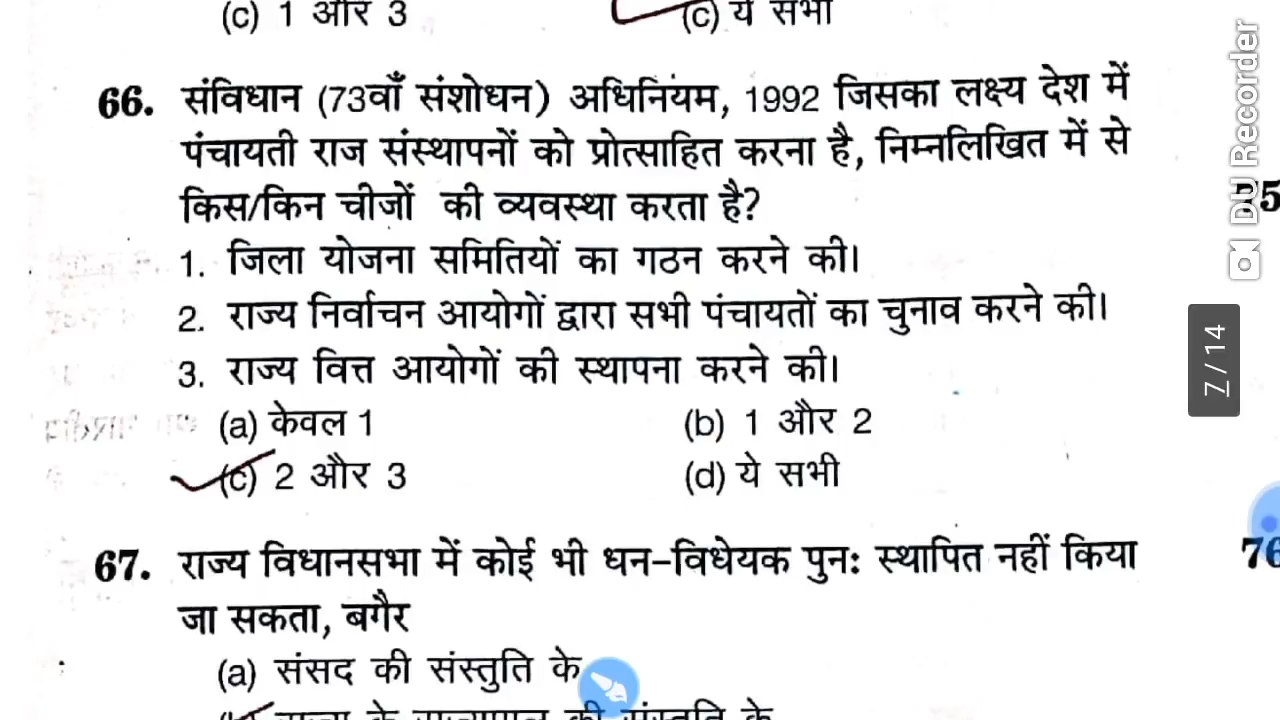 (c) 1 और 3
(c) ये सभी
66. संविधान (73वाँ संशोधन) अधिनियम, 1992 जिसका लक्ष्य देश में
पंचायती राज संस्थापनों को प्रोत्साहित करना है, निम्नलिखित में से
किस/किन चीजों की व्यवस्था करता है?
1. जिला योजना समितियों का गठन करने की।
2. राज्य निर्वाचन आयोगों द्वारा सभी पंचायतों का चुनाव करने की।
3. राज्य वित्त आयोगों की स्थापना करने की।
(a) केवल 1
(b) 1 और 2
(c) 2 और 3
(d) ये सभी
67. राज्य विधानसभा में कोई भी धन-विधेयक पुनः स्थापित नहीं किया
जा सकता, बगैर
(a) संसद की संस्तुति के
राज्य के राज्यपाल की संस्तुति के
DU Recorder
7 / 14